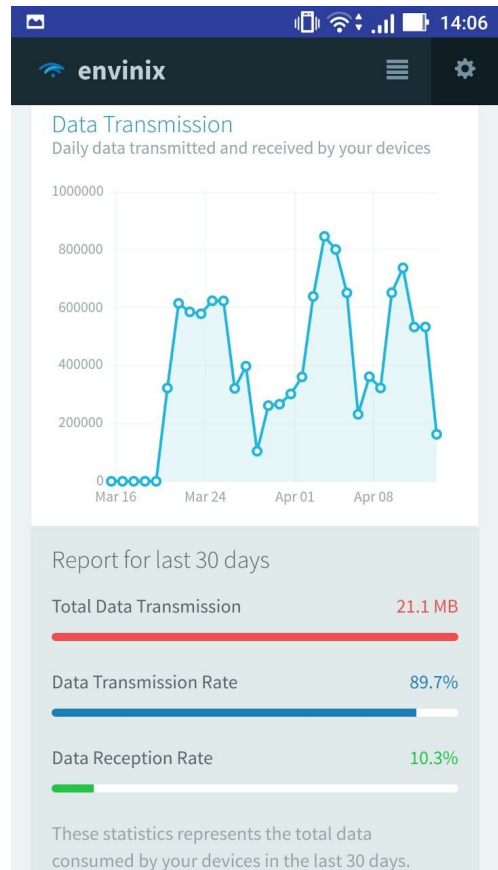 14:06
envinix
Data Transmission
Daily data transmitted and received by your devices
1000000
800000
600000
400000
200000
0
Mar 16 Mar 24 Apr 01 Apr 08
Report for last 30 days
Total Data Transmission 21.1 MB
Data Transmission Rate 89.7%
Data Reception Rate 10.3%
These statistics represents the total data
consumed by your devices in the last 30 days.